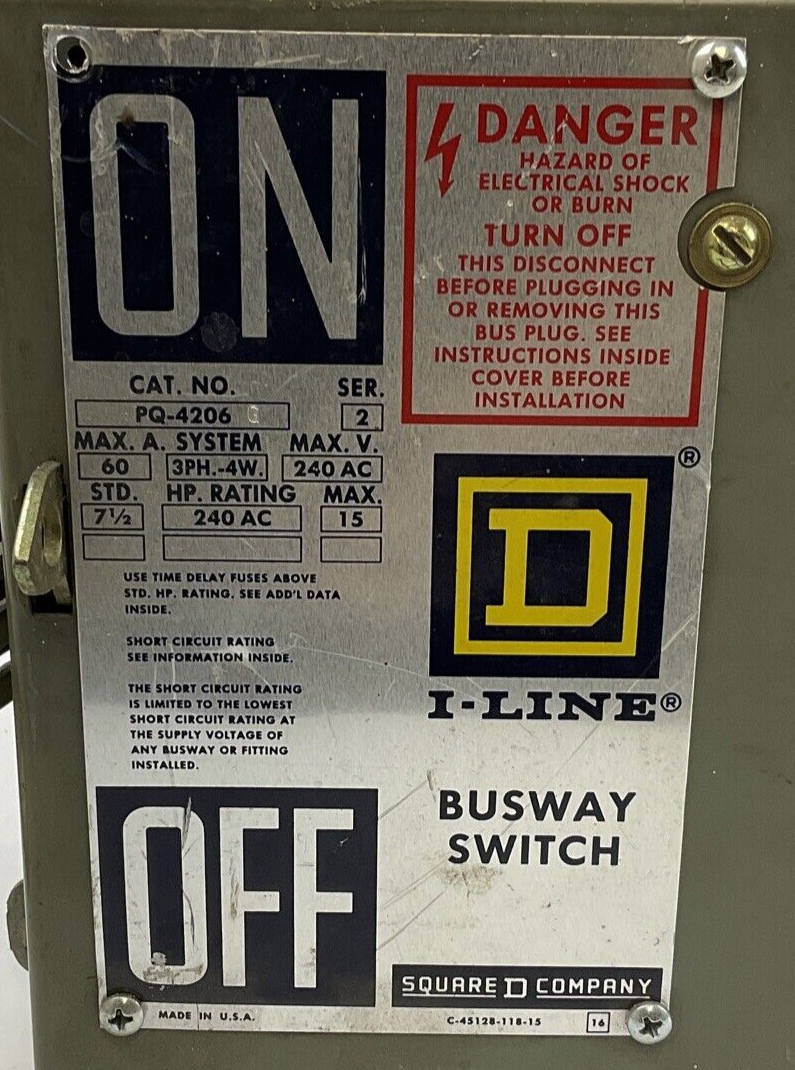 ON
DANGER
HAZARD OF
ELECTRICAL SHOCK
OR BURN
TURN OFF
THIS DISCONNECT
BEFORE PLUGGING IN
OR REMOVING THIS
BUS PLUG. SEE
INSTRUCTIONS INSIDE
COVER BEFORE
INSTALLATION
CAT. NO. SER.
PQ-4206 G 2
MAX. A. SYSTEM MAX. V.
60 3PH.-4W. 240 AC
STD. HP. RATING MAX.
7½ 240 AC 15
USE TIME DELAY FUSES ABOVE
STD. HP. RATING. SEE ADD'L DATA
INSIDE.
SHORT CIRCUIT RATING
SEE INFORMATION INSIDE.
THE SHORT CIRCUIT RATING
IS LIMITED TO THE LOWEST
SHORT CIRCUIT RATING AT
THE SUPPLY VOLTAGE OF
ANY BUSWAY OR FITTING
INSTALLED.
D ®
I-LINE®
BUSWAY
SWITCH
OFF
SQUARE D COMPANY
MADE IN U.S.A.
C-45128-118-15 16